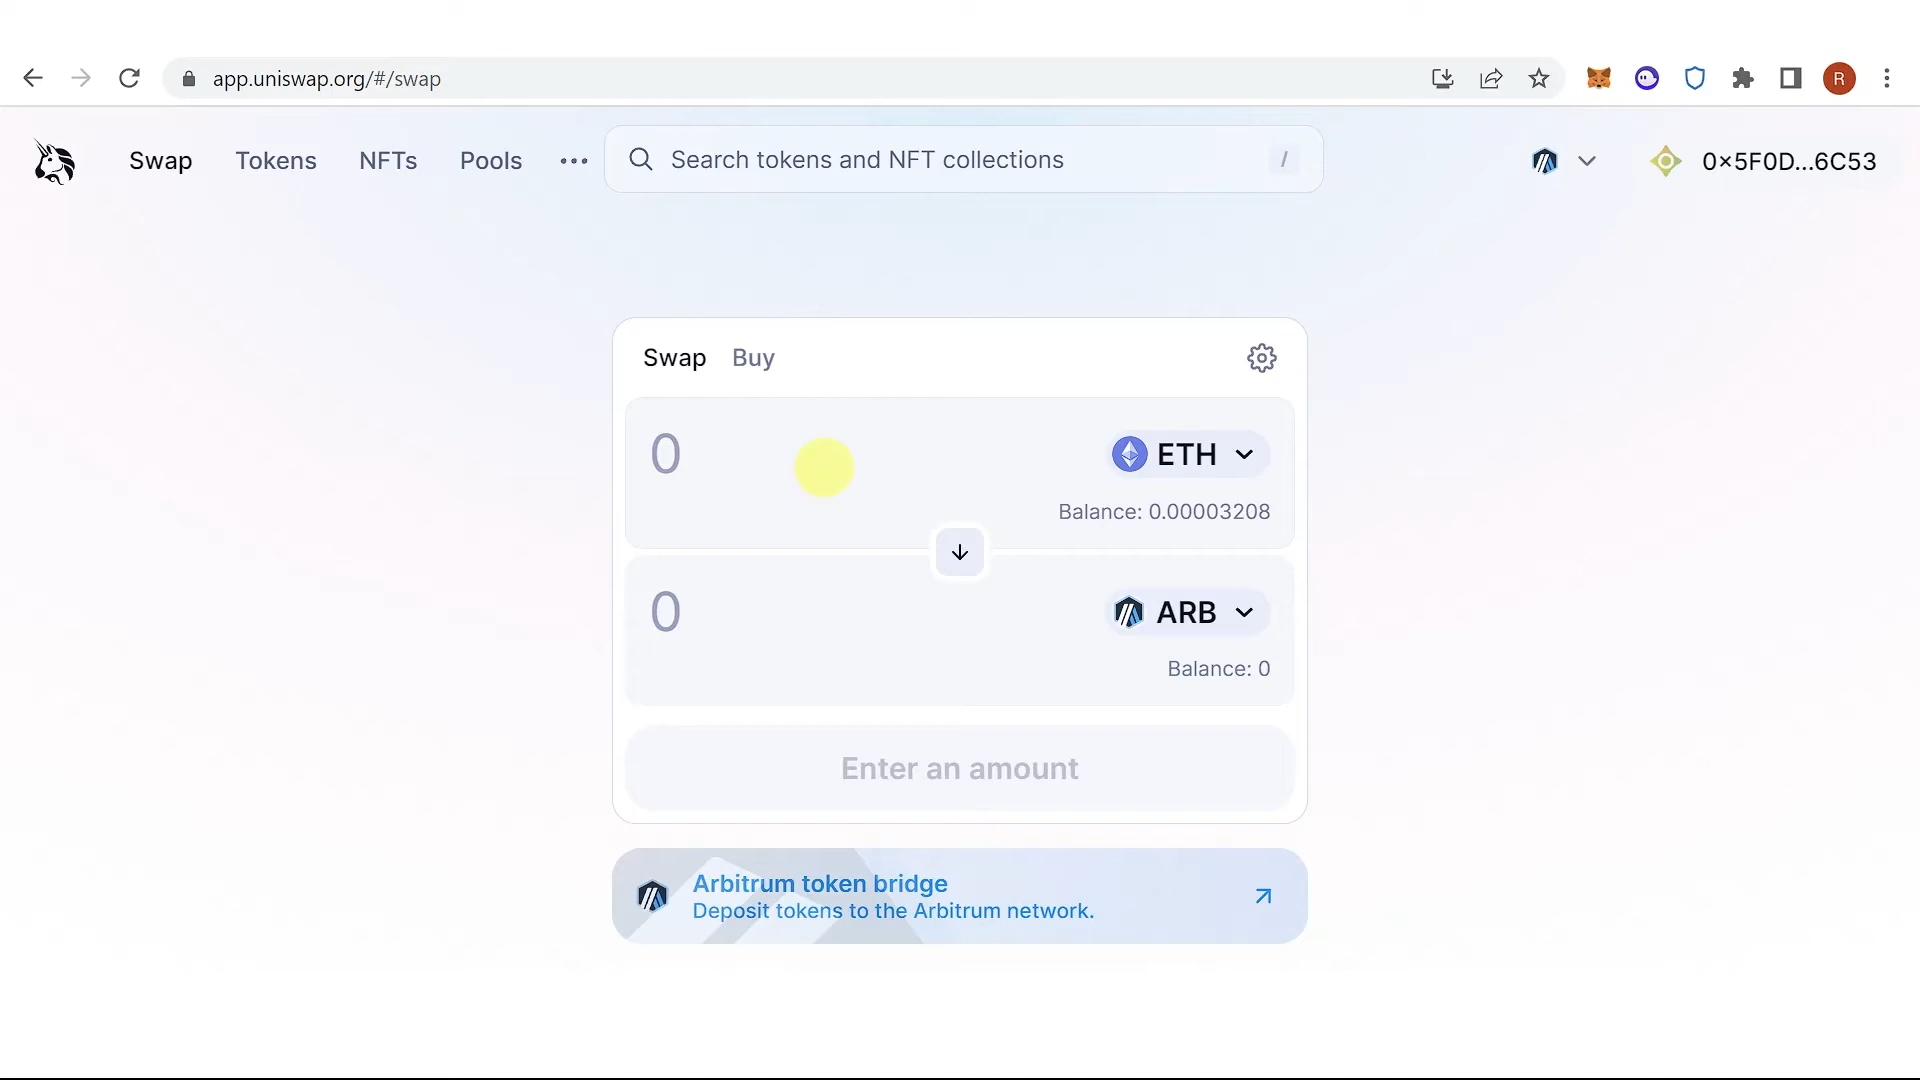 app.uniswap.org/#/swap
R
Swap Tokens NFTs Pools
Search tokens and NFT collections /
0×5F0D...6C53
Swap Buy
0 ETH
Balance: 0.00003208
0 ARB
Balance: 0
Enter an amount
Arbitrum token bridge
Deposit tokens to the Arbitrum network.